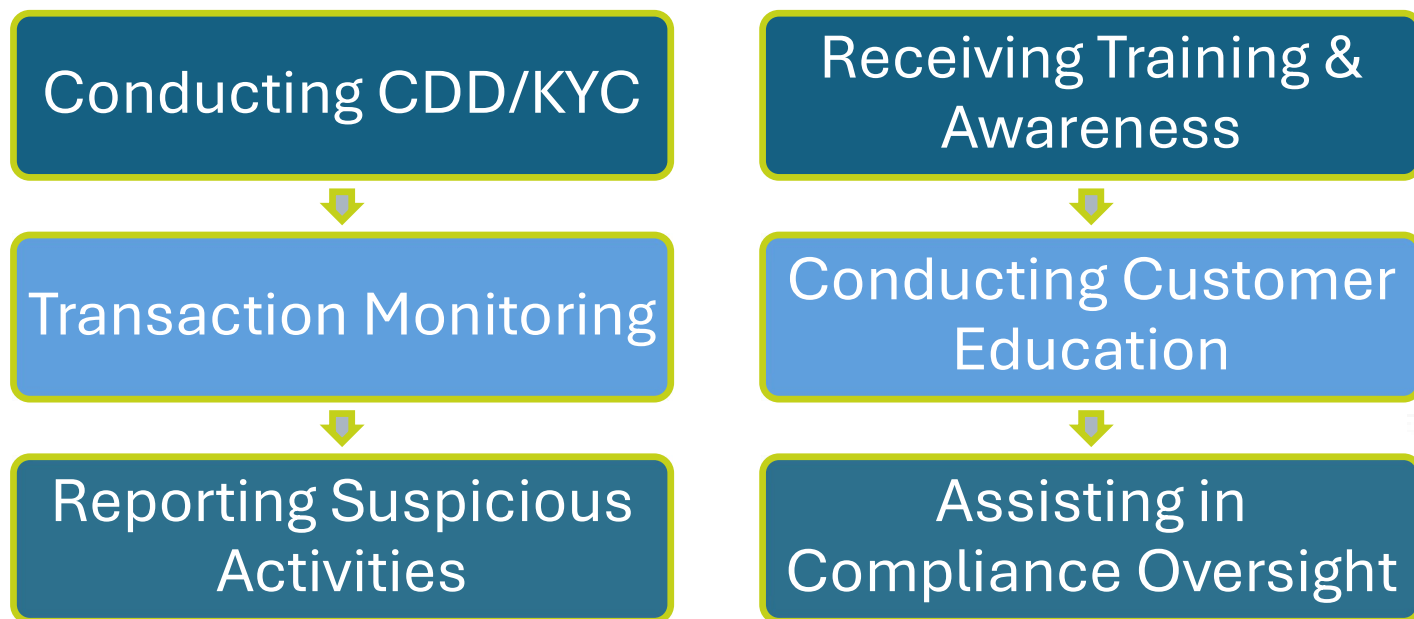 Conducting CDD/KYC
Transaction Monitoring
Reporting Suspicious
Activities
Receiving Training &
Awareness
Conducting Customer
Education
Assisting in
Compliance Oversight